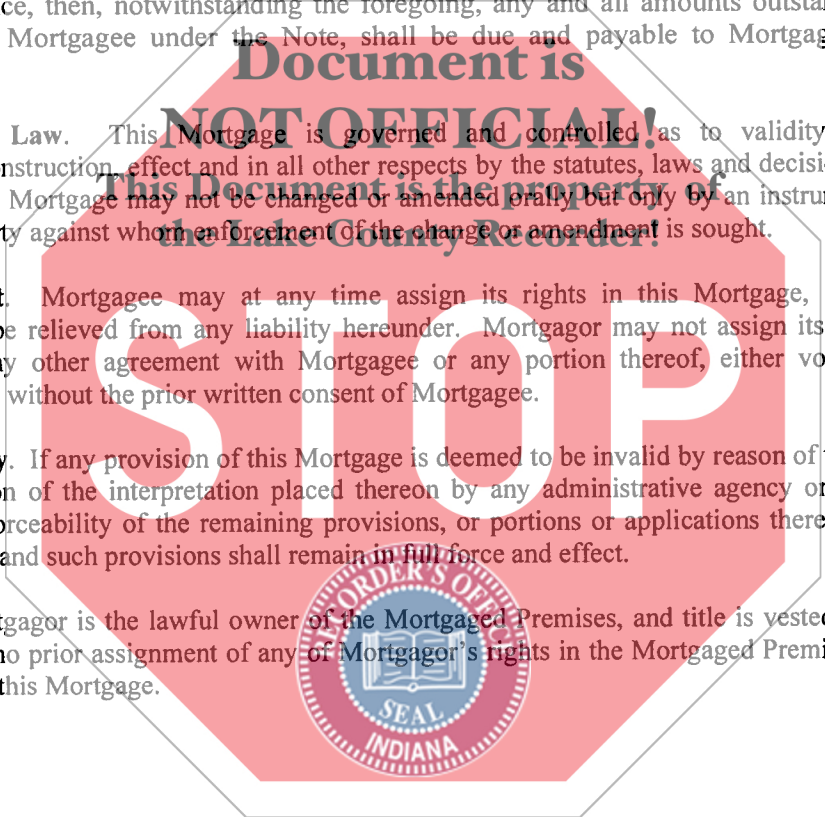 ce, then, notwithstanding the foregoing, any and all amounts outsta
Mortgagee under the Note, shall be due and payable to Mortgag
Document is
NOT OFFICIAL!
Law. This Mortgage is governed and controlled as to validity
nstruction, effect and in all other respects by the statutes, laws and decisi
This Document is the property of
Mortgage may not be changed or amended orally but only by an instru
the Lake County Recorder!
ty against whom enforcement of the change or amendment is sought.
t. Mortgagee may at any time assign its rights in this Mortgage,
be relieved from any liability hereunder. Mortgagor may not assign its
y other agreement with Mortgagee or any portion thereof, either vo
without the prior written consent of Mortgagee.
STOP
y. If any provision of this Mortgage is deemed to be invalid by reason of
on of the interpretation placed thereon by any administrative agency or
orceability of the remaining provisions, or portions or applications there
and such provisions shall remain in full force and effect.
RECORDER'S OFFICE
tgagor is the lawful owner of the Mortgaged Premises, and title is veste
no prior assignment of any of Mortgagor's rights in the Mortgaged Premi
this Mortgage.
SEAL
INDIANA